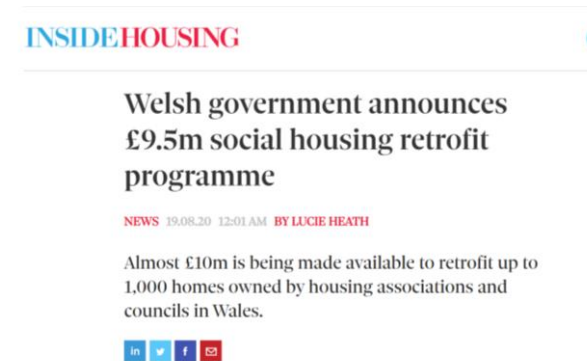 INSIDEHOUSING
Welsh government announces
£9.5m social housing retrofit
programme
NEWS 19.08.20 12:01 AM BY LUCIE HEATH
Almost £10m is being made available to retrofit up to
1,000 homes owned by housing associations and
councils in Wales.
in f